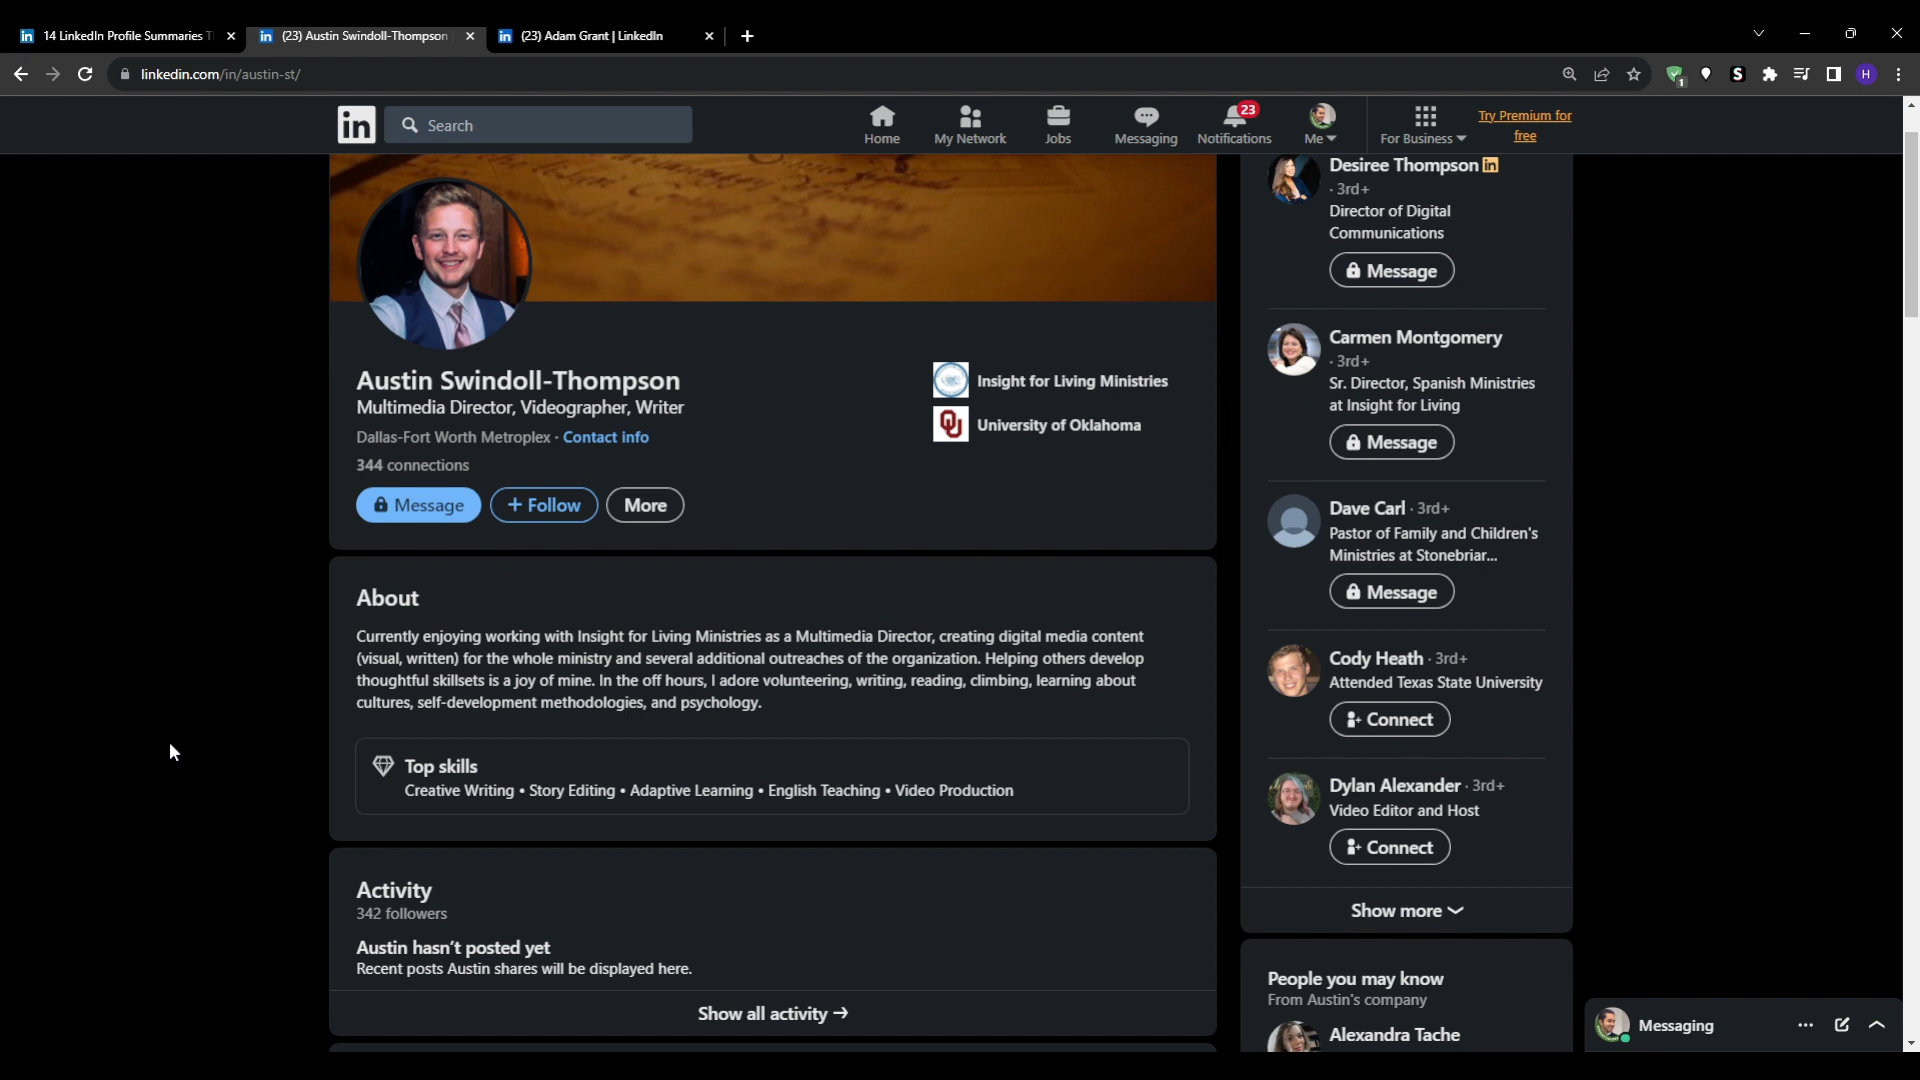 14 LinkedIn Profile Summaries
(23) Austin Swindoll-Thompson
(23) Adam Grant | LinkedIn
linkedin.com/in/austin-st/
1
S
H
in
Search
Home
My Network
Jobs
Messaging
23
Notifications
Me
For Business
Try Premium for
free
Austin Swindoll-Thompson
Multimedia Director, Videographer, Writer
Dallas-Fort Worth Metroplex · Contact info
344 connections
Message
+ Follow
More
Insight for Living Ministries
OU
University of Oklahoma
About
Currently enjoying working with Insight for Living Ministries as a Multimedia Director, creating digital media content
(visual, written) for the whole ministry and several additional outreaches of the organization. Helping others develop
thoughtful skillsets is a joy of mine. In the off hours, I adore volunteering, writing, reading, climbing, learning about
cultures, self-development methodologies, and psychology.
Top skills
Creative Writing • Story Editing • Adaptive Learning • English Teaching • Video Production
Activity
342 followers
Austin hasn't posted yet
Recent posts Austin shares will be displayed here.
Show all activity →
Desiree Thompson in
· 3rd+
Director of Digital
Communications
Message
Carmen Montgomery
· 3rd+
Sr. Director, Spanish Ministries
at Insight for Living
Message
Dave Carl · 3rd+
Pastor of Family and Children's
Ministries at Stonebriar...
Message
Cody Heath · 3rd+
Attended Texas State University
Connect
Dylan Alexander · 3rd+
Video Editor and Host
Connect
Show more
People you may know
From Austin's company
Alexandra Tache
Messaging